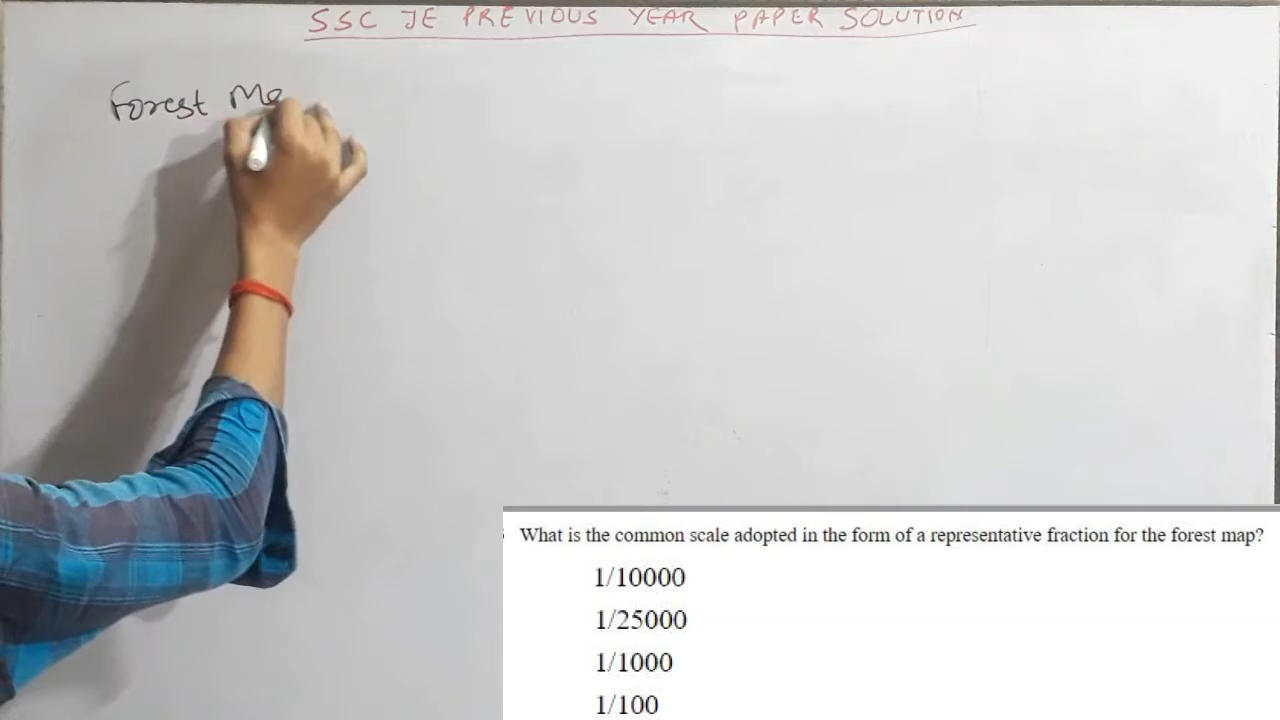 SSC JE PREVIOUS YEAR PAPER SOLUTION
Forest Ma
What is the common scale adopted in the form of a representative fraction for the forest map?
1/10000
1/25000
1/1000
1/100